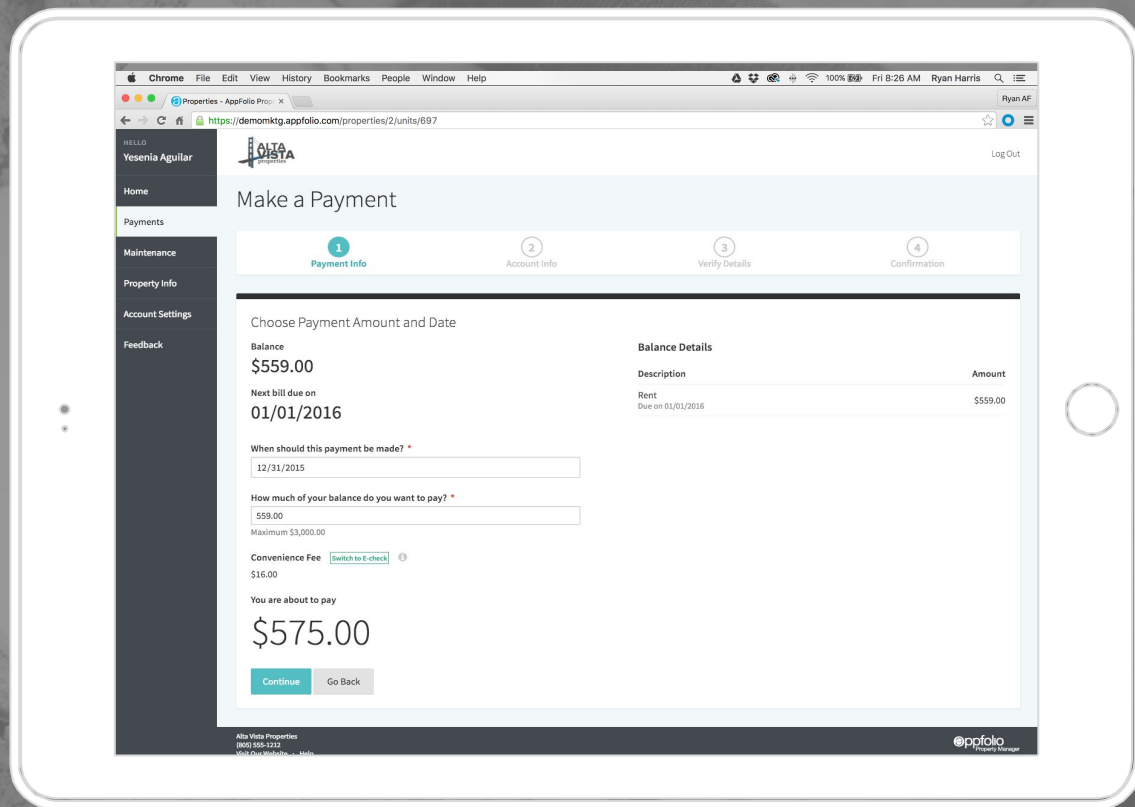 Chrome File Edit View History Bookmarks People Window Help 100% Fri 8:26 AM Ryan Harris
Properties - AppFolio Prop Ryan AF
https://demomktg.appfolio.com/properties/2/units/697
HELLO
Yesenia Aguilar
Home
Payments
Maintenance
Property Info
Account Settings
Feedback
ALTA
VISTA
properties
Log Out
Make a Payment
1 2 3 4
Payment Info Account Info Verify Details Confirmation
Choose Payment Amount and Date
Balance
$559.00
Next bill due on
01/01/2016
When should this payment be made? *
12/31/2015
How much of your balance do you want to pay? *
559.00
Maximum $3,000.00
Convenience Fee Switch to E-check
$16.00
You are about to pay
$575.00
Continue Go Back
Balance Details
Description Amount
Rent $559.00
Due on 01/01/2016
Alta Vista Properties
(805) 555-1212
Visit Our Website - Help
appfolio
Property Manager